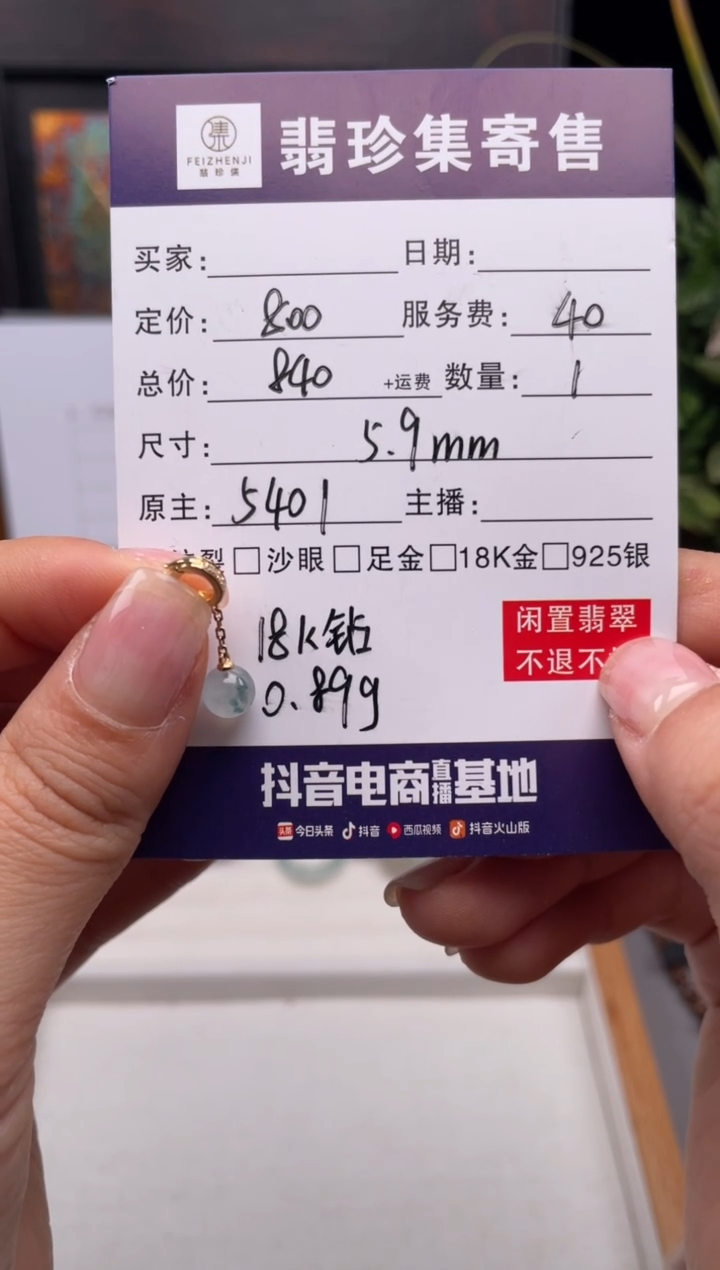 FEIZHENJI
翡珍集
翡珍集寄售
买家: 日期:
定价: 800 服务费: 40
总价: 840 +运费 数量: 1
尺寸: 5.9mm
原主: 5401 主播:
裂 □ 沙眼 □ 足金 □ 18K金 □ 925银
18K钻
0.89g
闲置翡翠
不退不
抖音电商直播基地
头条 今日头条 抖音 西瓜视频 抖音火山版